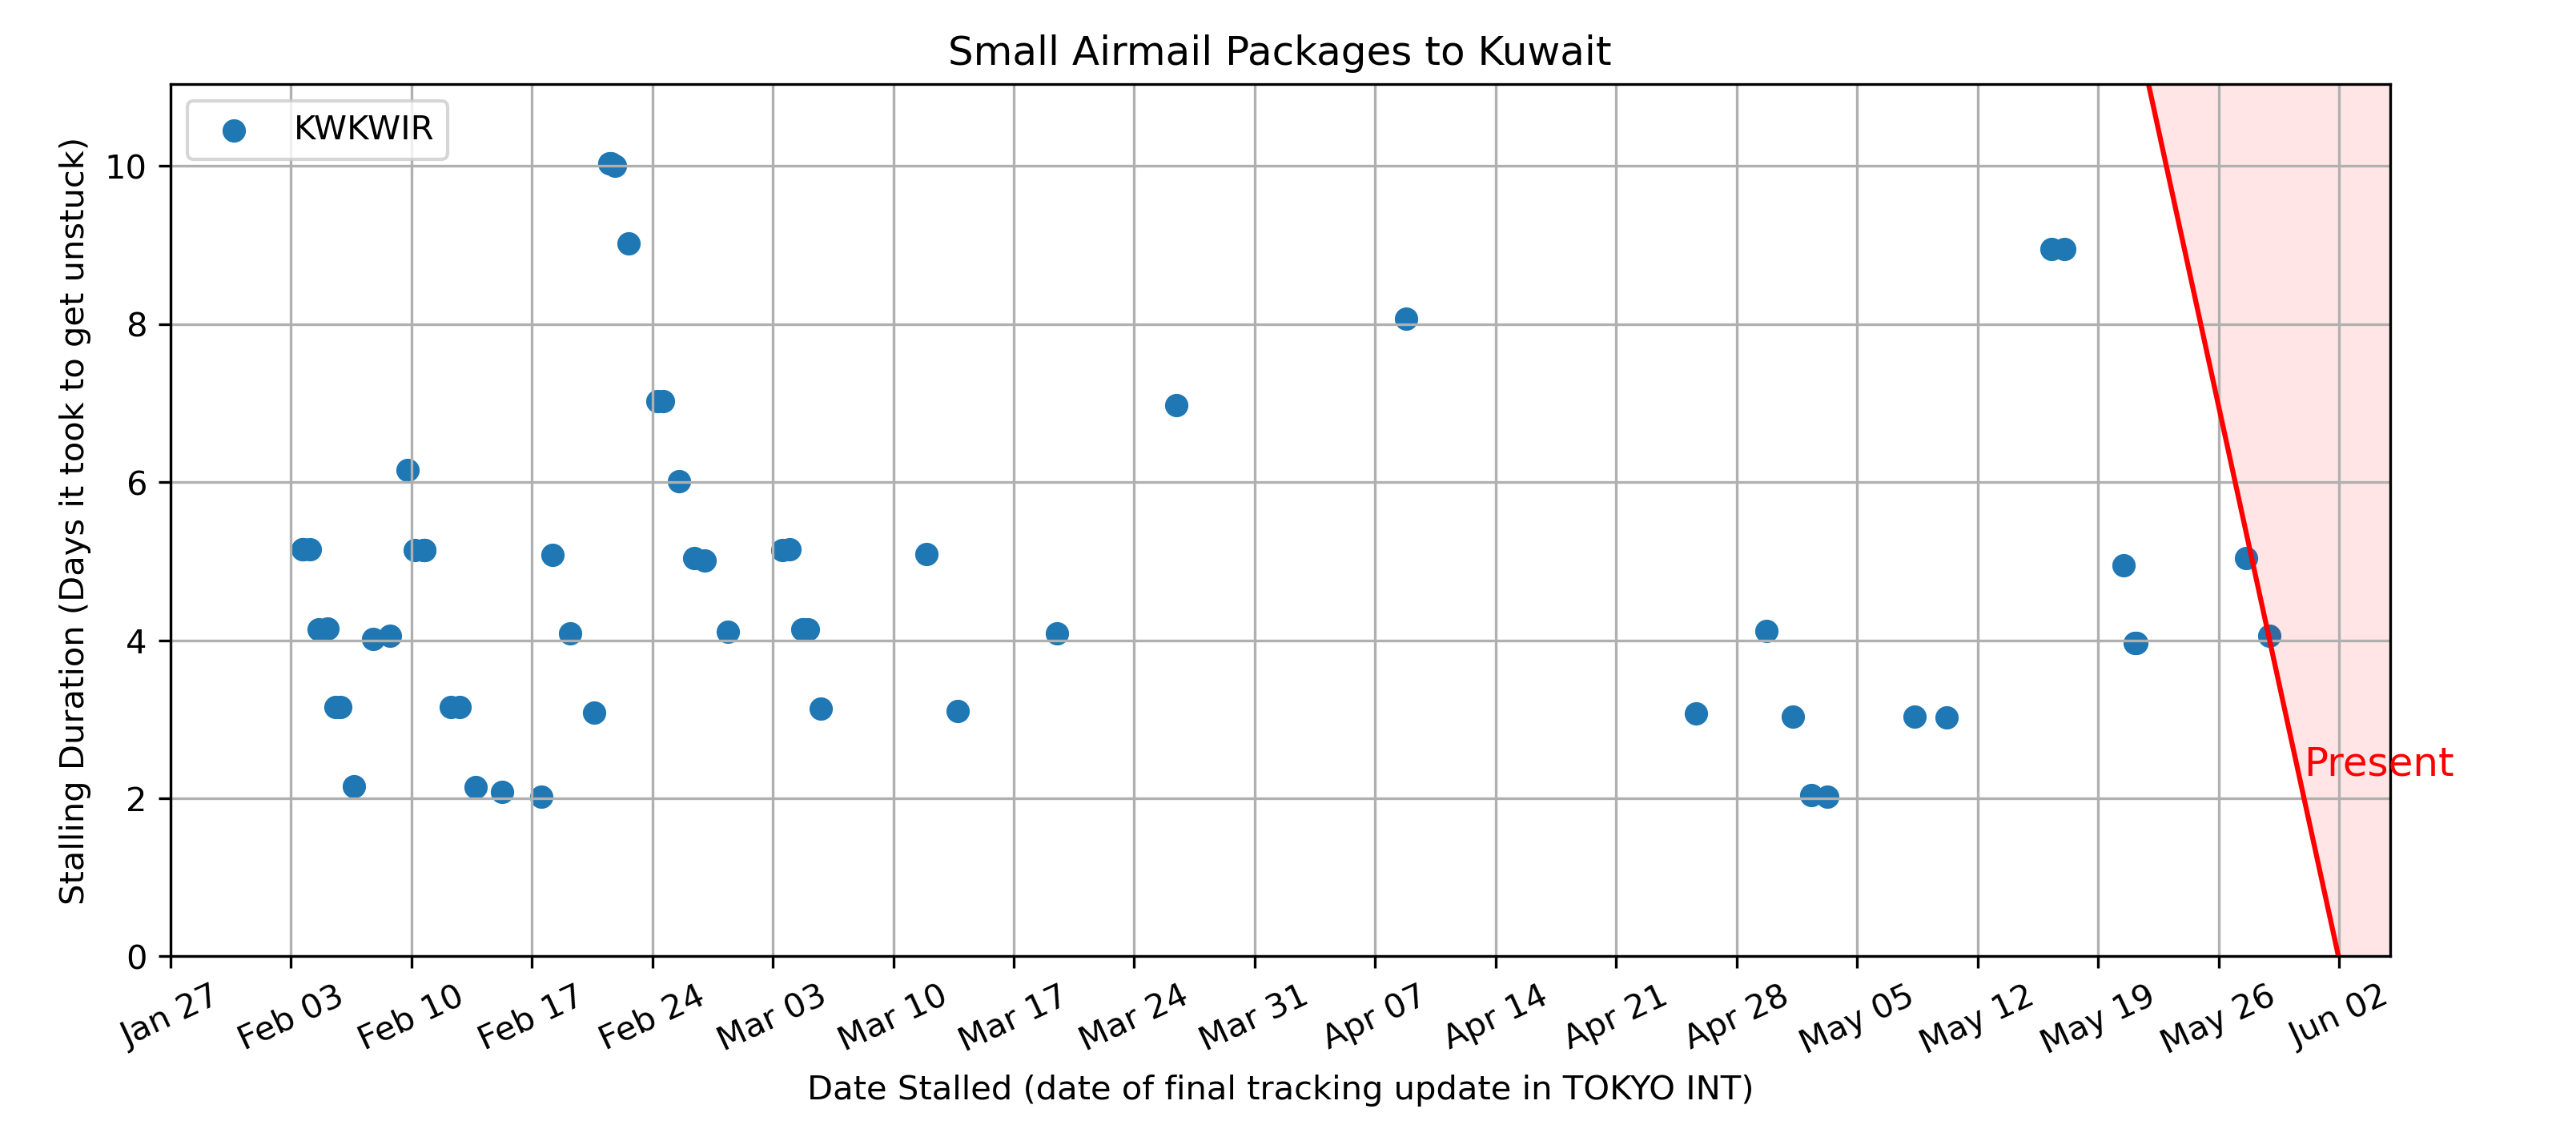 Small Airmail Packages to Kuwait
KWKWIR
Stalling Duration (Days it took to get unstuck)
10
8
6
4
2
0
Present
Jan 27
Feb 03
Feb 10
Feb 17
Feb 24
Mar 03
Mar 10
Mar 17
Mar 24
Mar 31
Apr 07
Apr 14
Apr 21
Apr 28
May 05
May 12
May 19
May 26
Jun 02
Date Stalled (date of final tracking update in TOKYO INT)